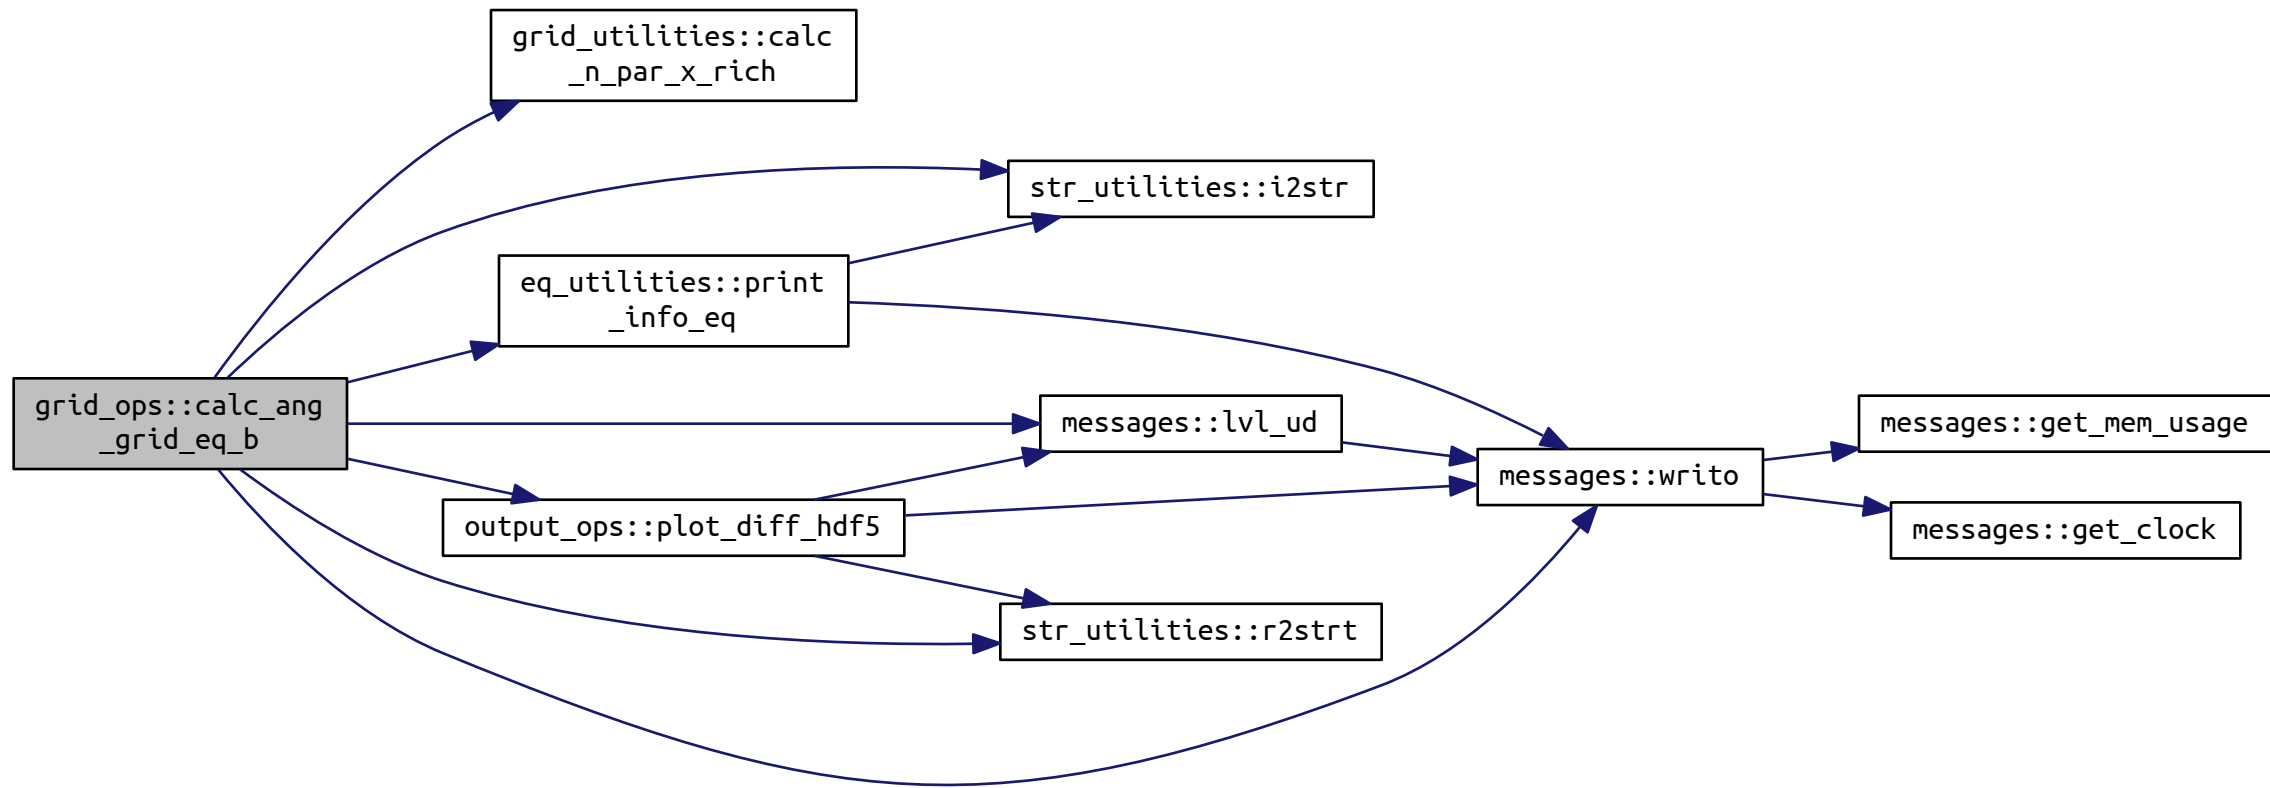 grid_utilities::calc
_n_par_x_rich
str_utilities::i2str
eq_utilities::print
_info_eq
grid_ops::calc_ang
_grid_eq_b
messages::lvl_ud
messages::get_mem_usage
messages::writo
output_ops::plot_diff_hdf5
messages::get_clock
str_utilities::r2strt